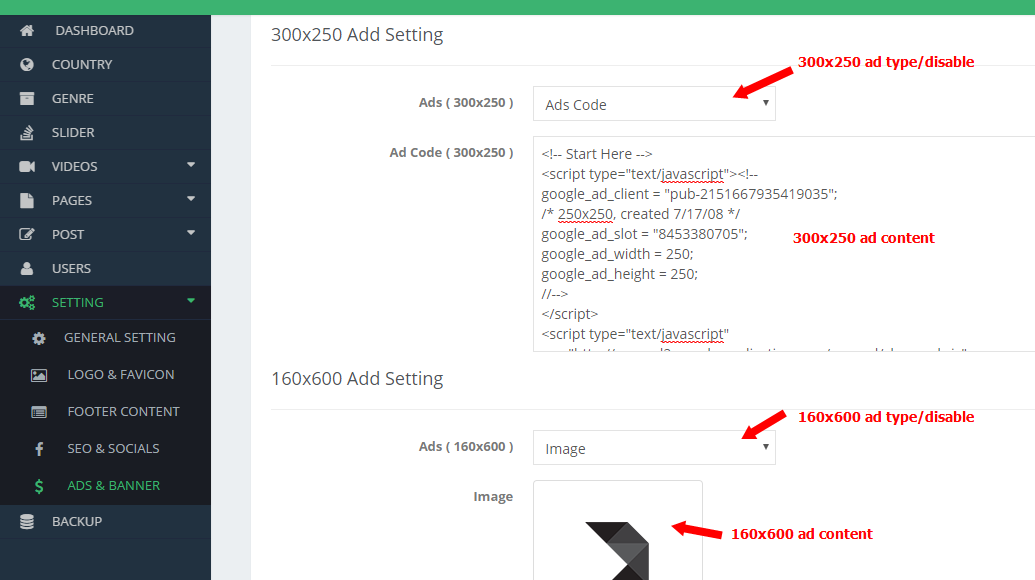 DASHBOARD
COUNTRY
GENRE
SLIDER
VIDEOS
PAGES
POST
USERS
SETTING
GENERAL SETTING
LOGO & FAVICON
FOOTER CONTENT
SEO & SOCIALS
ADS & BANNER
BACKUP
300x250 Add Setting
300x250 ad type/disable
Ads ( 300x250 )
Ads Code
Ad Code ( 300x250 )
<!-- Start Here -->
<script type="text/javascript"><!--
google_ad_client = "pub-2151667935419035";
/* 250x250, created 7/17/08 */
google_ad_slot = "8453380705";
300x250 ad content
google_ad_width = 250;
google_ad_height = 250;
//-->
</script>
<script type="text/javascript"
160x600 Add Setting
160x600 ad type/disable
Ads ( 160x600 )
Image
Image
160x600 ad content